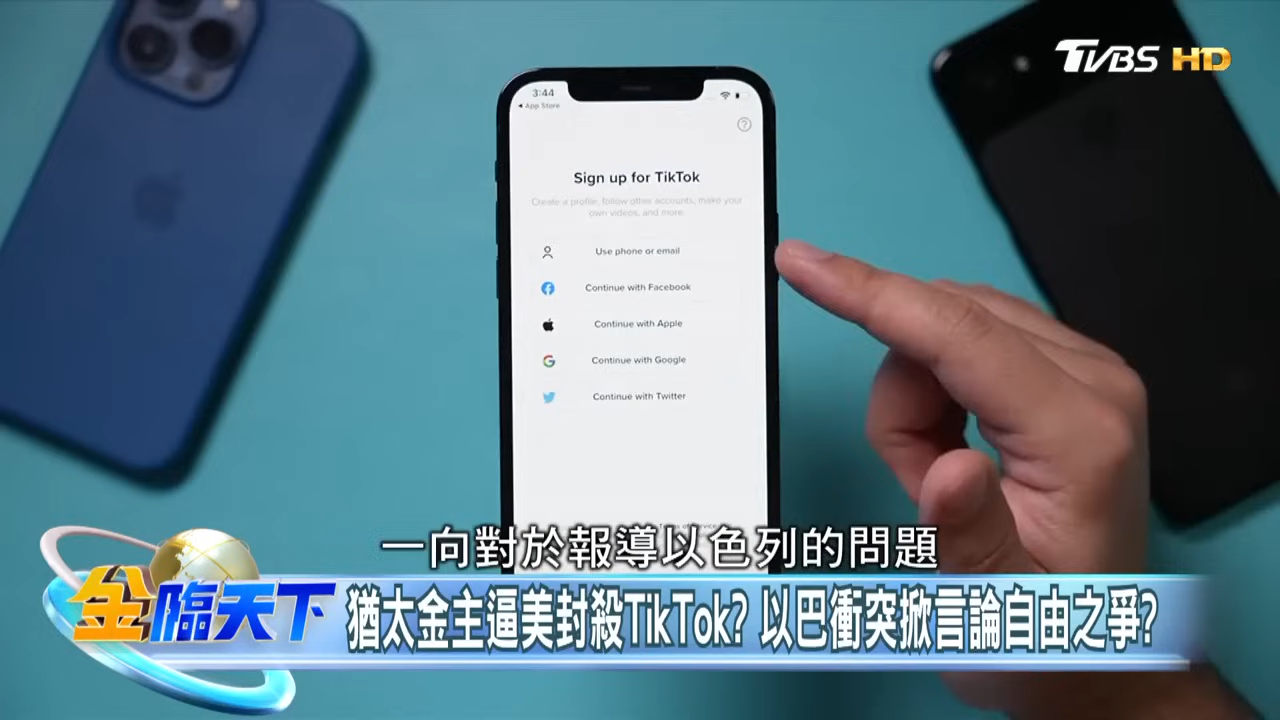 TVBS HD
3:44
App Store
Sign up for TikTok
Create a profile, follow other accounts, make your
own videos, and more.
Use phone or email
Continue with Facebook
Continue with Apple
Continue with Google
Continue with Twitter
一向對於報導以色列的問題
金臨天下
猶太金主逼美封殺TikTok? 以巴衝突掀言論自由之爭?